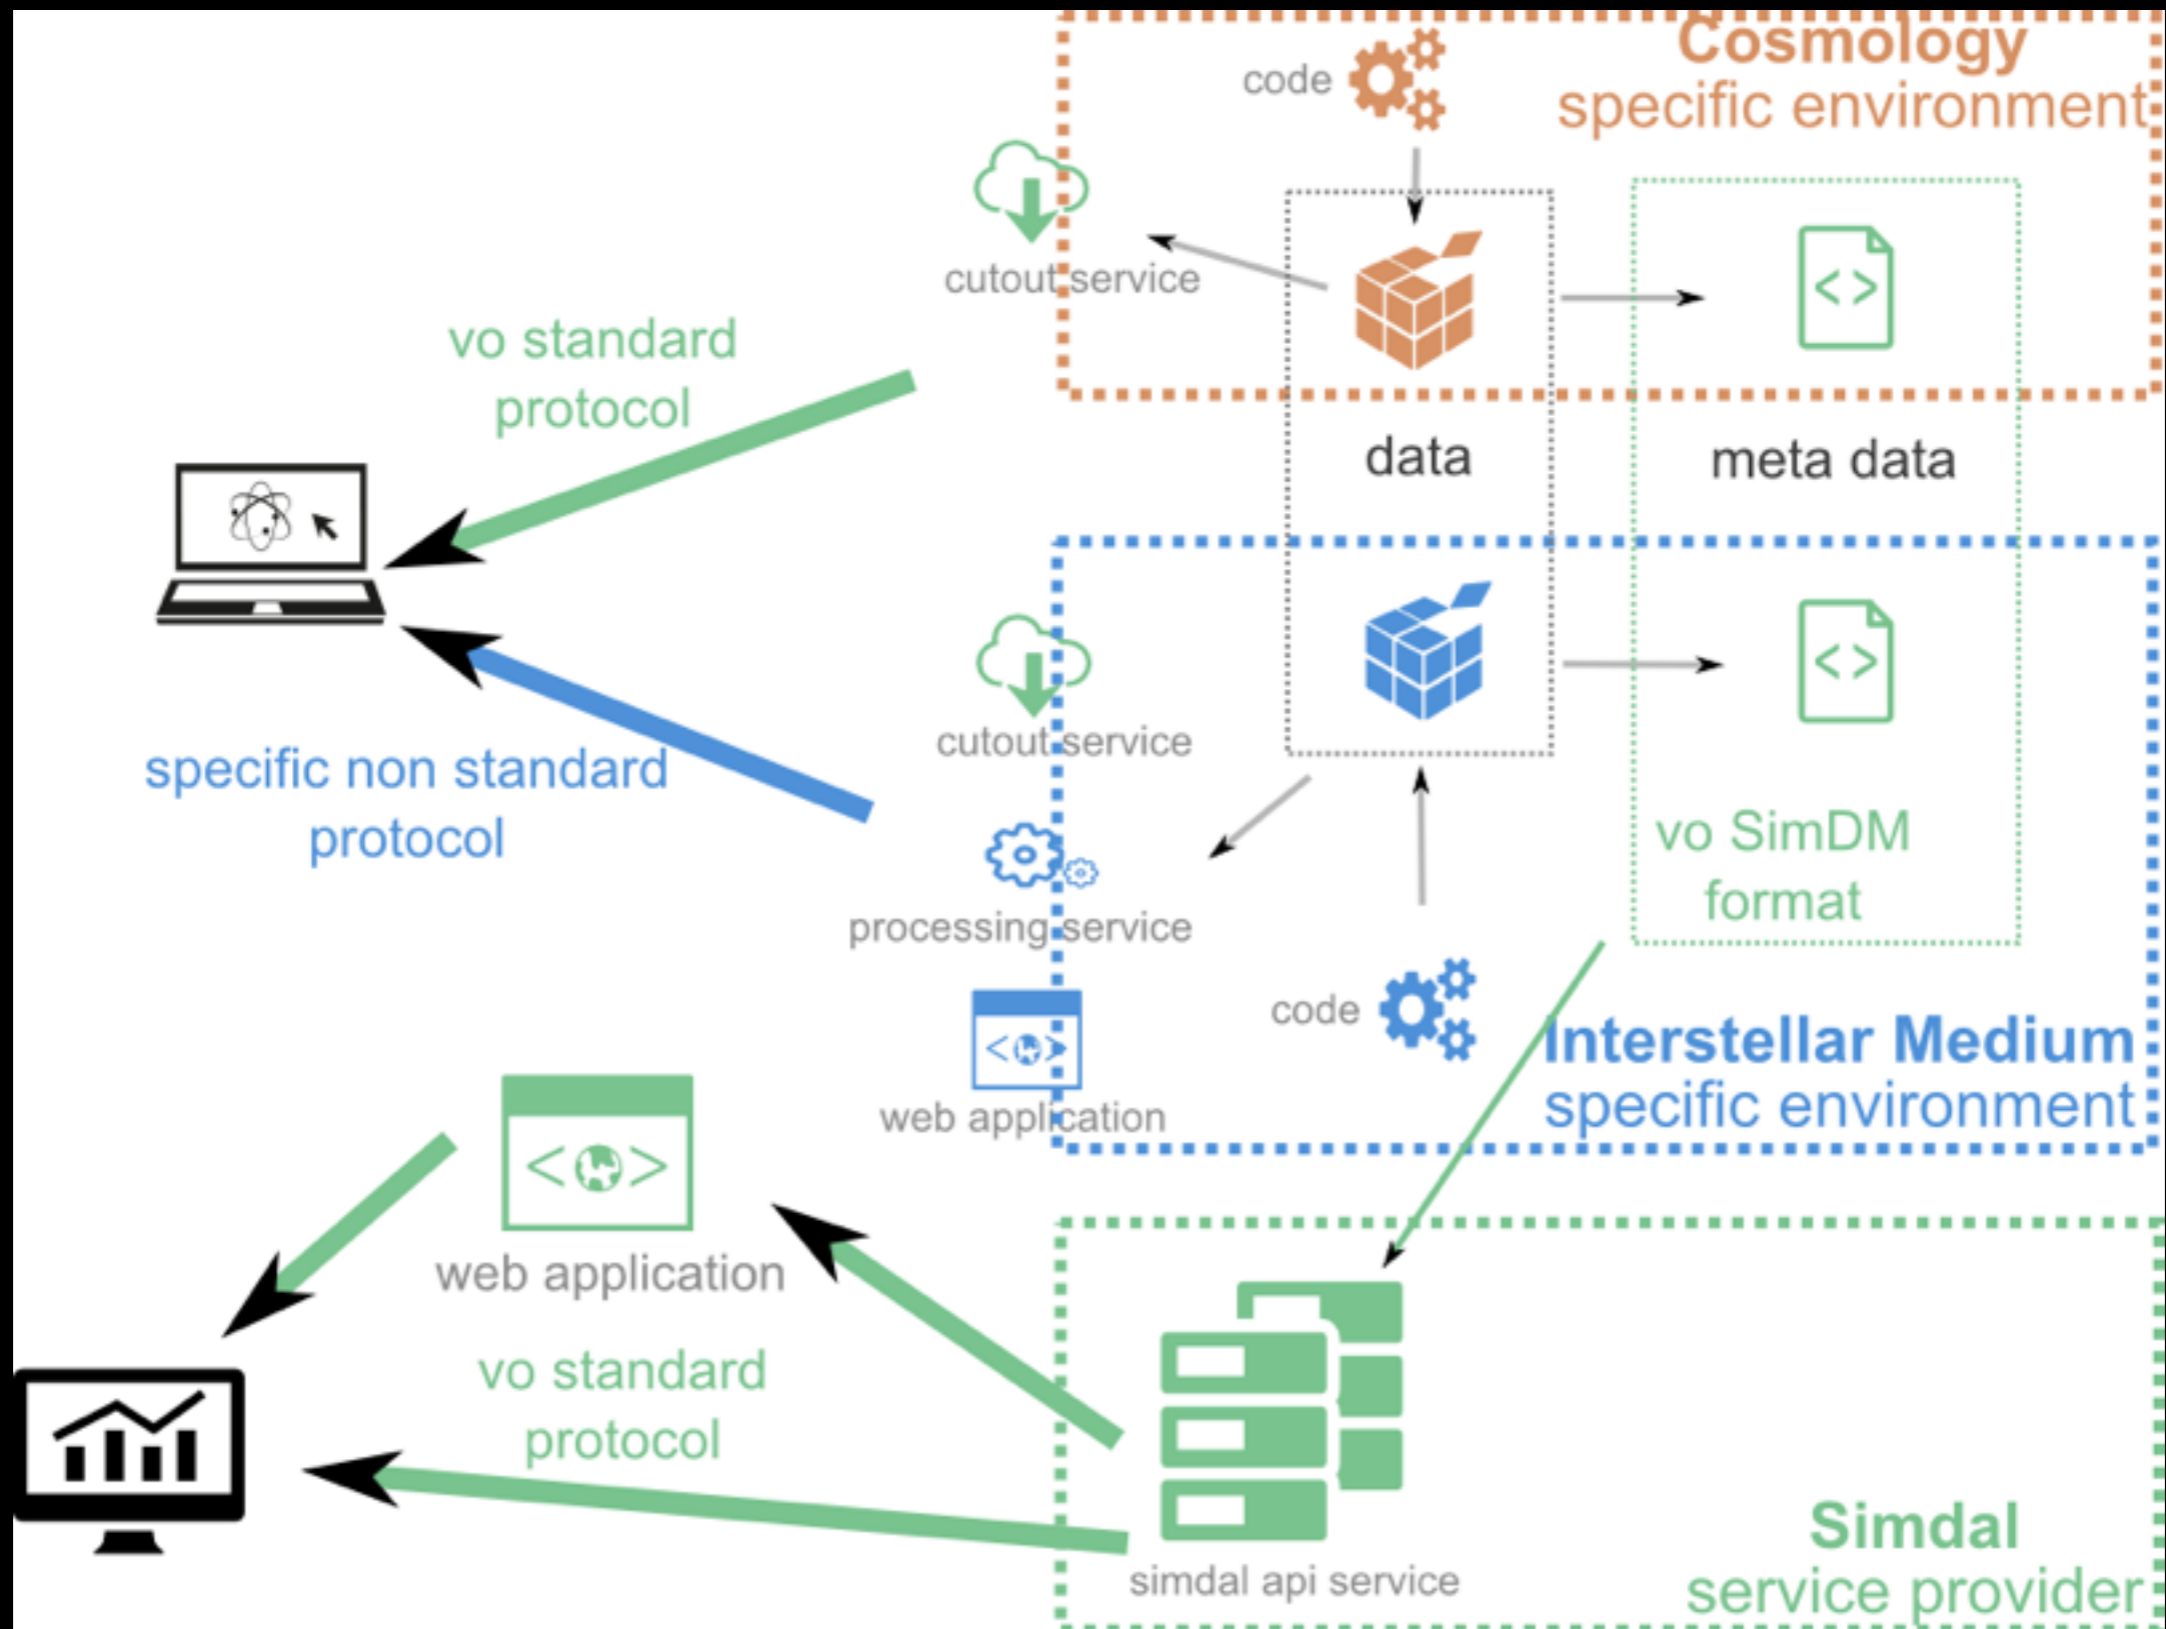 Cosmology
specific environment
code
cutout service
vo standard
protocol
data
meta data
cutout service
specific non standard
protocol
processing service
vo SimDM
format
code
web application
Interstellar Medium
specific environment
web application
vo standard
protocol
simdal api service
Simdal
service provider